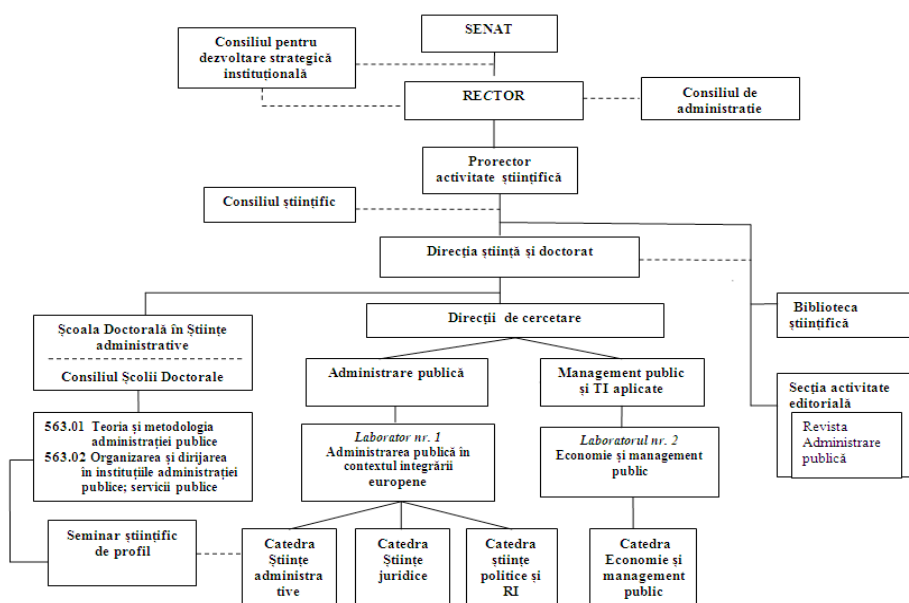 SENAT
Consiliul pentru
dezvoltare strategică
instituțională
RECTOR
Consiliul de
administratie
Prorector
activitate științifică
Consiliul științific
Direcția știință și doctorat
Biblioteca
științifică
Școala Doctorală în Științe
administrative
Consiliul Școlii Doctorale
Direcții de cercetare
Administrare publică
Management public
și TI aplicate
Secția activitate
editorială
Revista
Administrare
publică
563.01 Teoria și metodologia
administrației publice
563.02 Organizarea și dirijarea
în instituțiile administrației
publice; servicii publice
Laborator nr. 1
Administrarea publică în
contextul integrării
europene
Laboratorul nr. 2
Economie și management
public
Seminar științific
de profil
Catedra
Științe
administra
tive
Catedra
Științe
juridice
Catedra
științe
politice și
RI
Catedra
Economie și
management
public